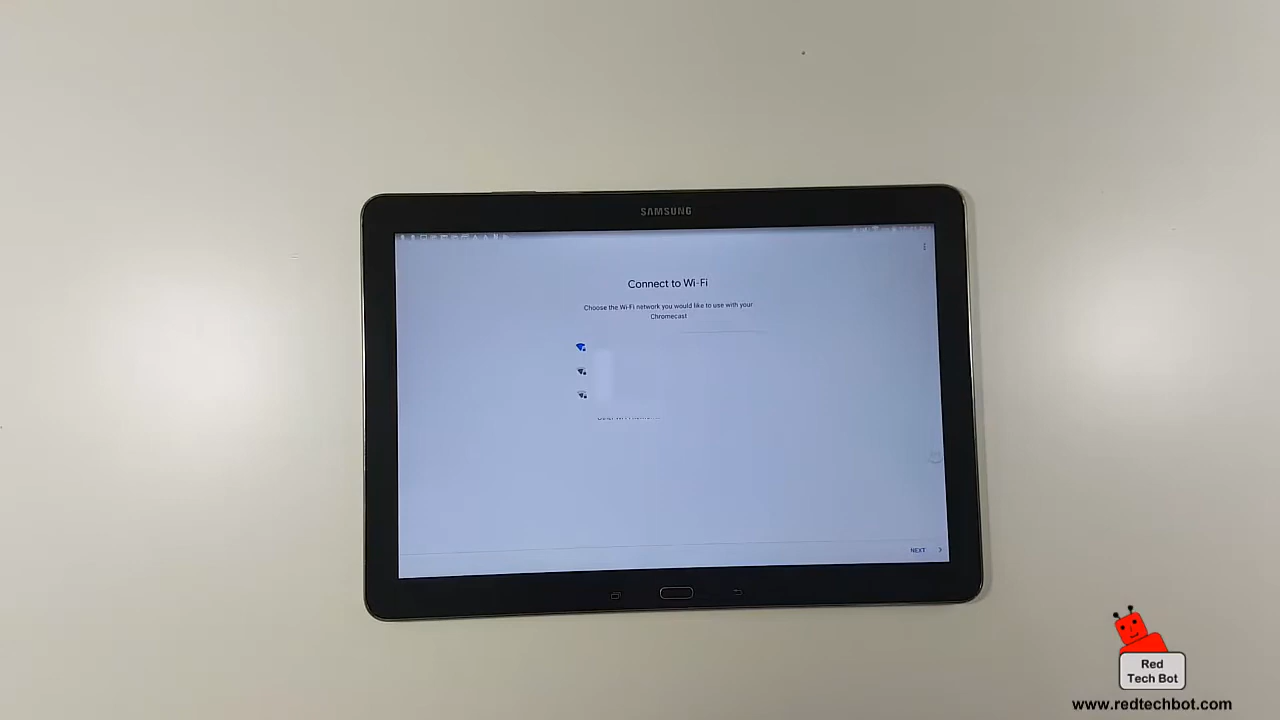 SAMSUNG
Connect to Wi-Fi
Choose the Wi-Fi network you would like to use with your
Chromecast
NEXT
Red
Tech Bot
www.redtechbot.com